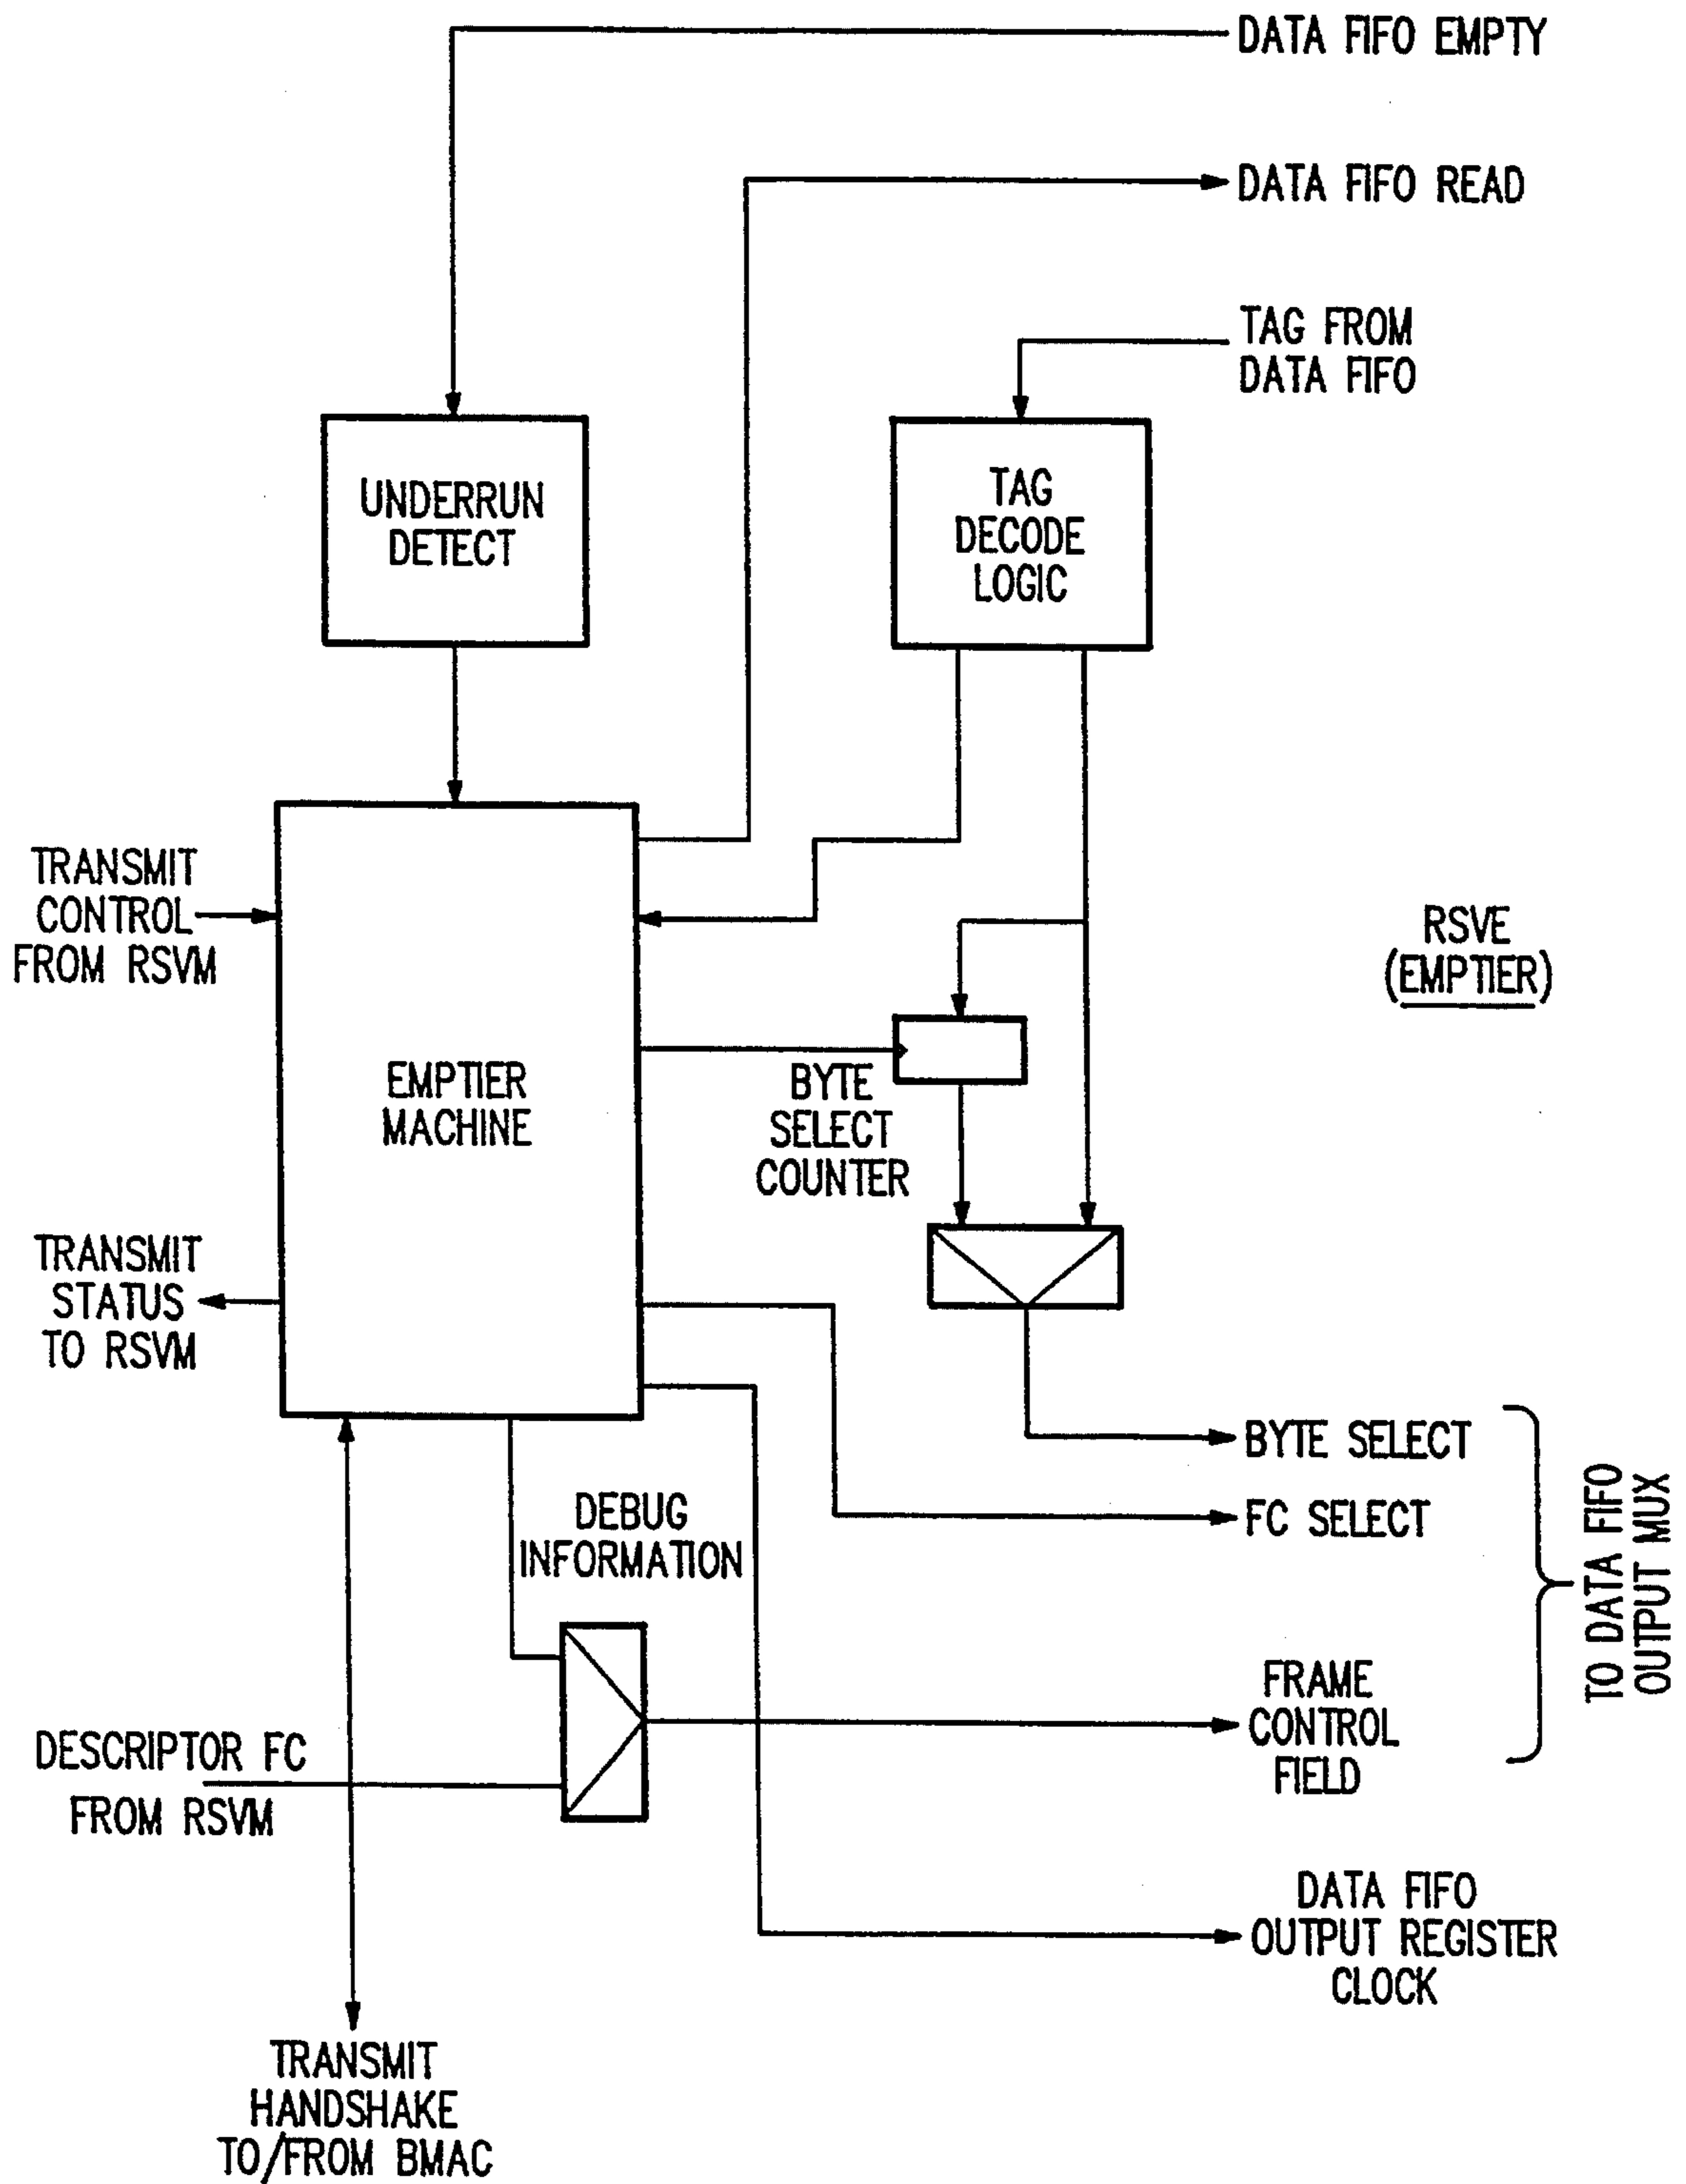 DATA FIFO EMPTY
DATA FIFO READ
TAG FROM
DATA FIFO
UNDERRUN
DETECT
TAG
DECODE
LOGIC
TRANSMIT
CONTROL
FROM RSVM
RSVE
(EMPTIER)
EMPTIER
MACHINE
BYTE
SELECT
COUNTER
TRANSMIT
STATUS
TO RSVM
BYTE SELECT
FC SELECT
TO DATA FIFO
OUTPUT MUX
DEBUG
INFORMATION
FRAME
CONTROL
FIELD
DESCRIPTOR FC
FROM RSVM
DATA FIFO
OUTPUT REGISTER
CLOCK
TRANSMIT
HANDSHAKE
TO/FROM BMAC